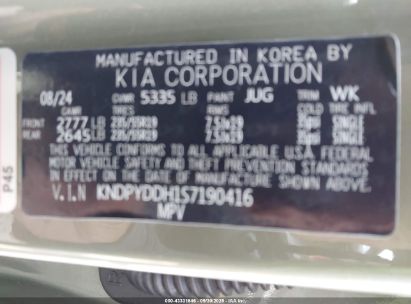 MANUFACTURED IN KOREA BY
KIA CORPORATION
08/24 GVWR 5335 LB PAINT JUG TRIM WK
GAWR TIRES RIMS COLD TIRE INFL
FRONT 2777 LB 235/55R19 7.5Jx19 SINGLE
REAR 2645 LB 235/55R19 7.5Jx19 SINGLE
THIS VEHICLE CONFORMS TO ALL APPLICABLE FEDERAL
MOTOR VEHICLE SAFETY AND THEFT PREVENTION STANDARDS
IN EFFECT ON THE DATE OF MANUFACTURE SHOWN ABOVE.
V.I.N KNDPYDDH1S7190416
MPV
P45